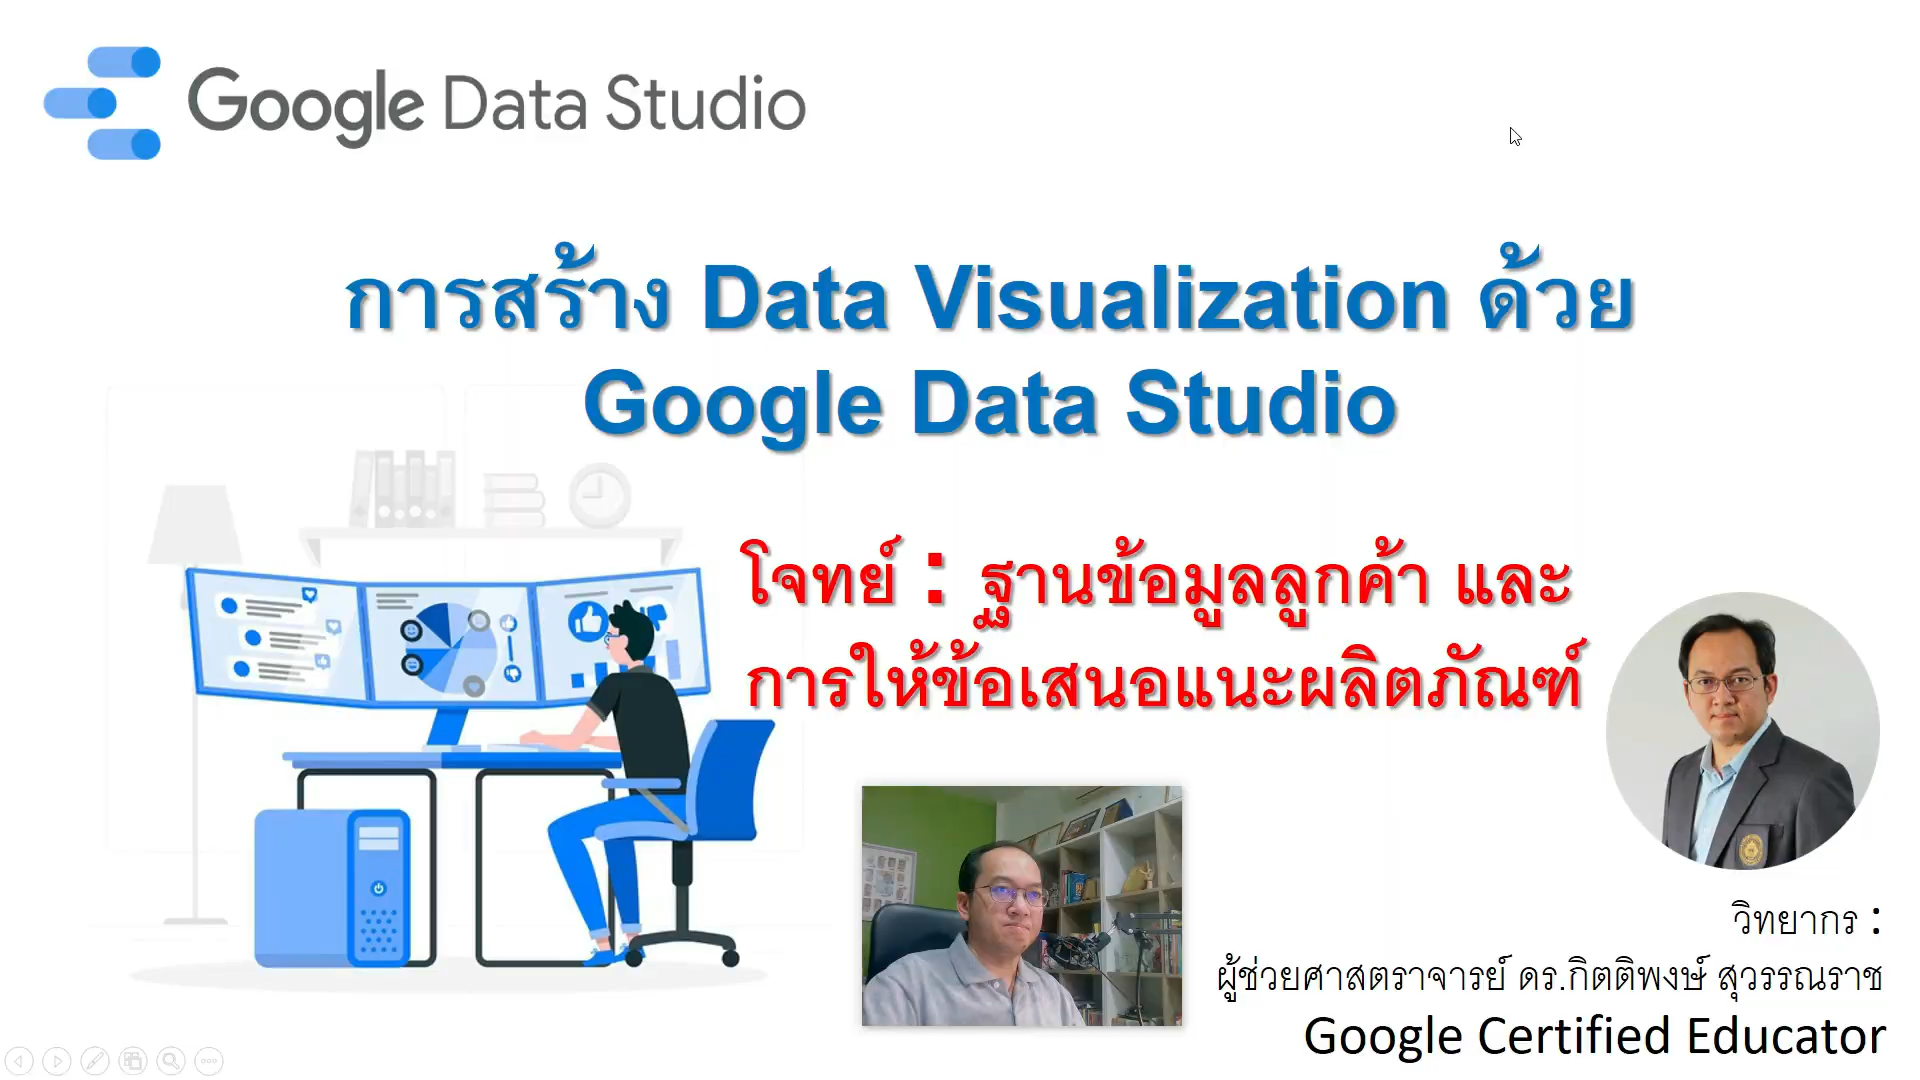 Google Data Studio
การสร้าง Data Visualization ด้วย
Google Data Studio
โจทย์ : ฐานข้อมูลลูกค้า และ
การให้ข้อเสนอแนะผลิตภัณฑ์
วิทยากร :
ผู้ช่วยศาสตราจารย์ ดร.กิตติพงษ์ สุวรรณราช
Google Certified Educator